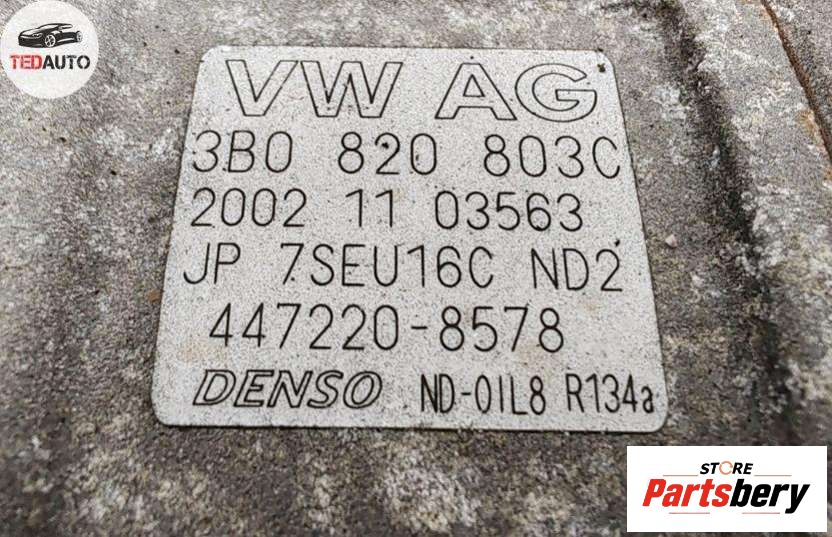 TEDAUTO
VW AG
3B0 820 803C
2002 11 03563
JP 7SEU16C ND2
447220-8578
DENSO ND-OIL8 R134a
STORE
Partsbery